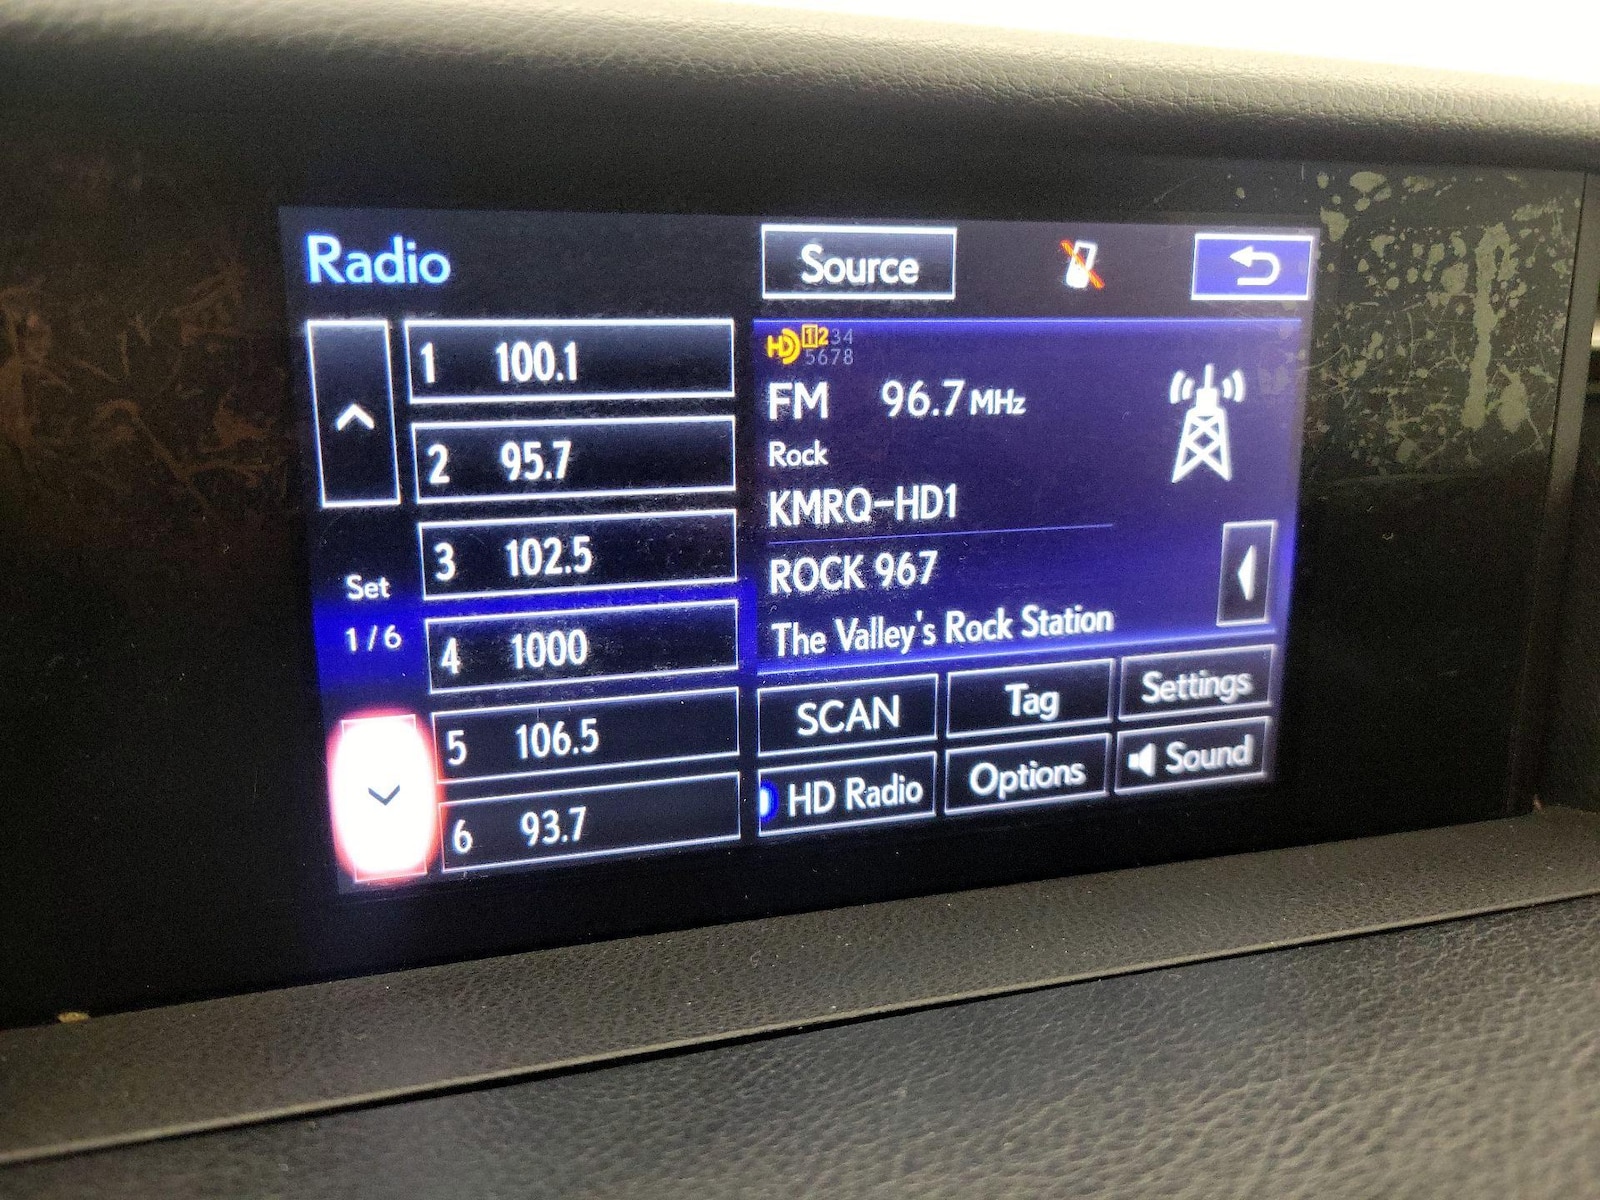 Radio
Source
1 100.1
2 95.7
3 102.5
Set
1/6
4 1000
5 106.5
6 93.7
HD 1234
5678
FM 96.7 MHz
Rock
KMRQ-HD1
ROCK 967
The Valley's Rock Station
SCAN
Tag
Settings
HD Radio
Options
Sound